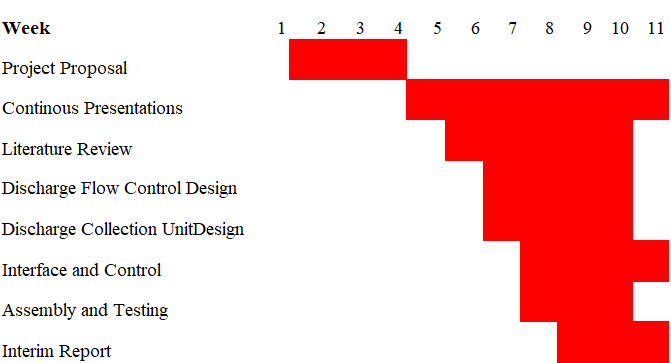 Week 1 2 3 4 5 6 7 8 9 10 11
Project Proposal
Continous Presentations
Literature Review
Discharge Flow Control Design
Discharge Collection UnitDesign
Interface and Control
Assembly and Testing
Interim Report